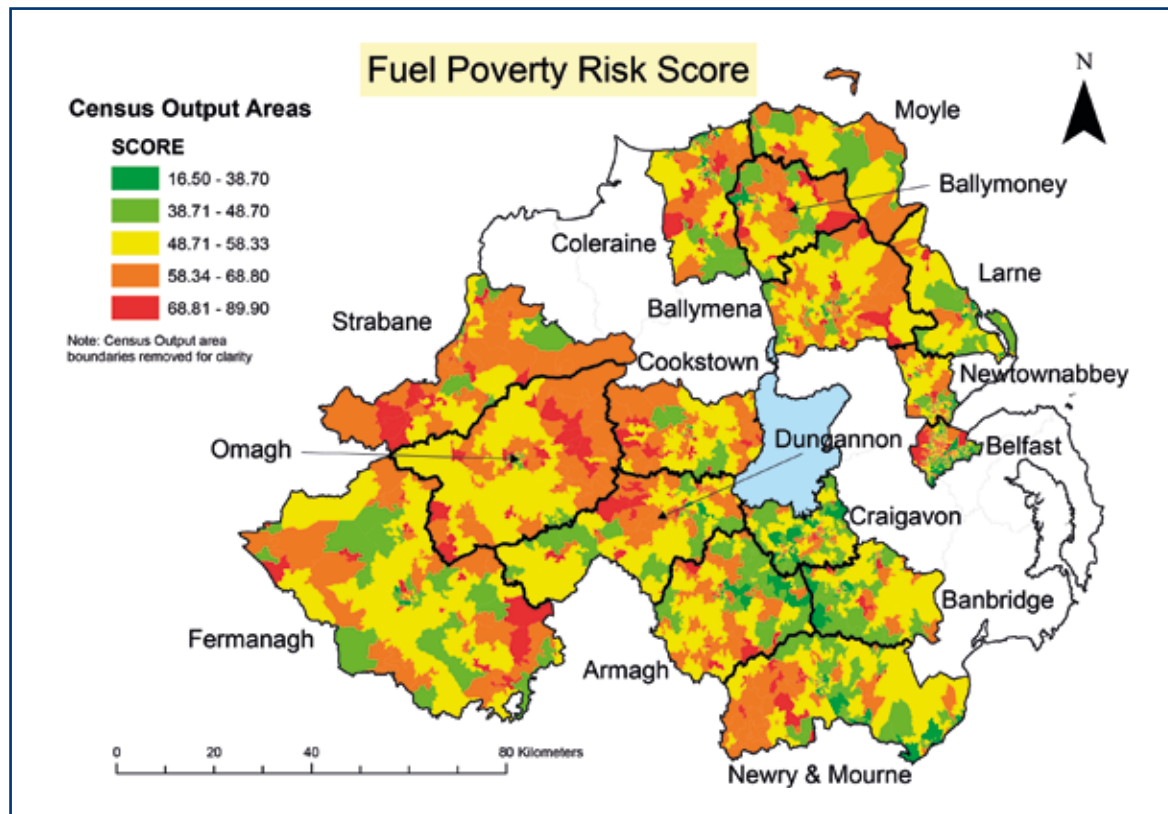 Fuel Poverty Risk Score
Census Output Areas
SCORE
16.50 - 38.70
38.71 - 48.70
48.71 - 58.33
58.34 - 68.80
68.81 - 89.90
Note: Census Output area
boundaries removed for clarity
N
Moyle
Ballymoney
Coleraine
Larne
Ballymena
Strabane
Cookstown
Newtownabbey
Omagh
Dungannon
Belfast
Craigavon
Banbridge
Fermanagh
Armagh
Newry & Mourne
0 20 40 80 Kilometers
60